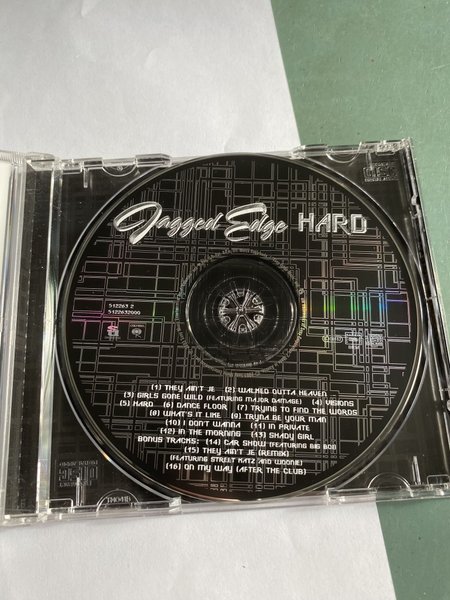 Jagged Edge HARD
512263 2
5122632000
(1) THEY AIN'T JE (2) WALKED OUTTA HEAVEN
(3) GIRLS GONE WILD (FEATURING MAJOR DAMAGE) (4) VISIONS
(5) HARD (6) DANCE FLOOR (7) TRYING TO FIND THE WORDS
(8) WHAT'S IT LIKE (9) TRYNA BE YOUR MAN
(10) I DON'T WANNA (11) IN PRIVATE
(12) IN THE MORNING (13) SHADY GIRL
BONUS TRACKS: (14) CAR SHOW (FEATURING BIG BOB)
(15) THEY AIN'T JE (REMIX)
(FEATURING STREET KATZ AND WOONIE)
(16) ON MY WAY (AFTER THE CLUB)